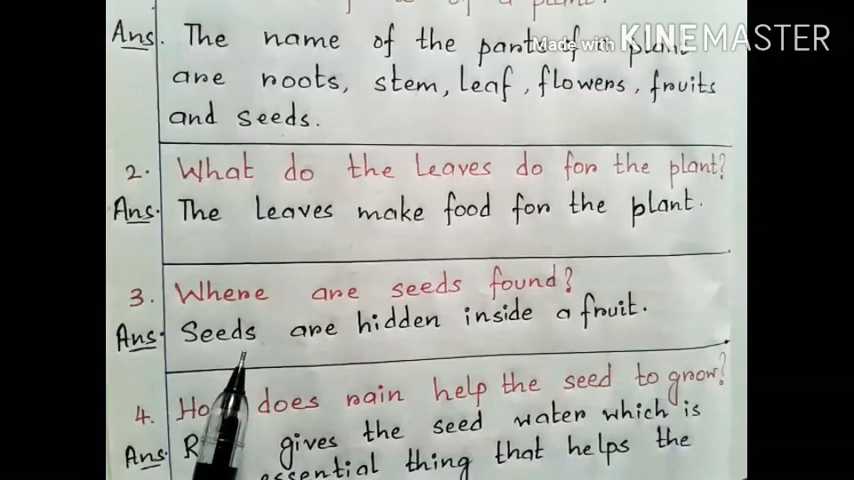 of a plant?
Ans. The name of the parts of a plant
Made with KINEMASTER
are roots, stem, leaf, flowers, fruits
and seeds.
2. What do the leaves do for the plant?
Ans. The leaves make food for the plant.
3. Where are seeds found?
Ans. Seeds are hidden inside a fruit.
4. does rain help the seed to grow?
Ans. gives the seed water which is
essential thing that helps the